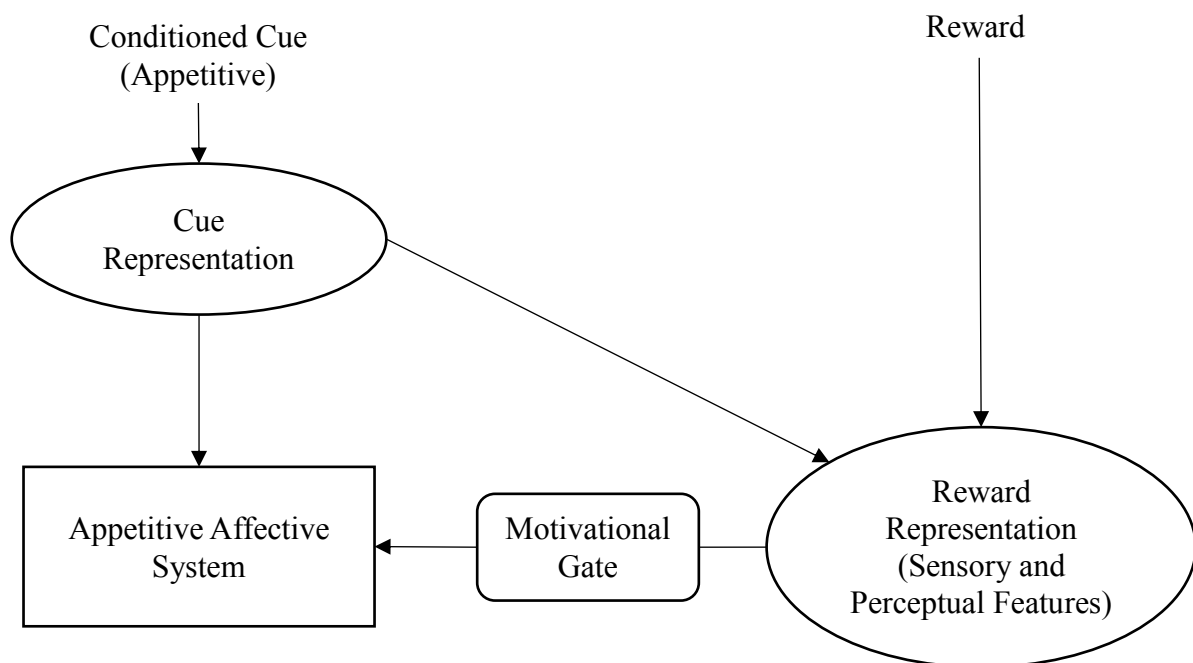 Conditioned Cue
(Appetitive)
Reward
Cue
Representation
Appetitive Affective
System
Motivational
Gate
Reward
Representation
(Sensory and
Perceptual Features)